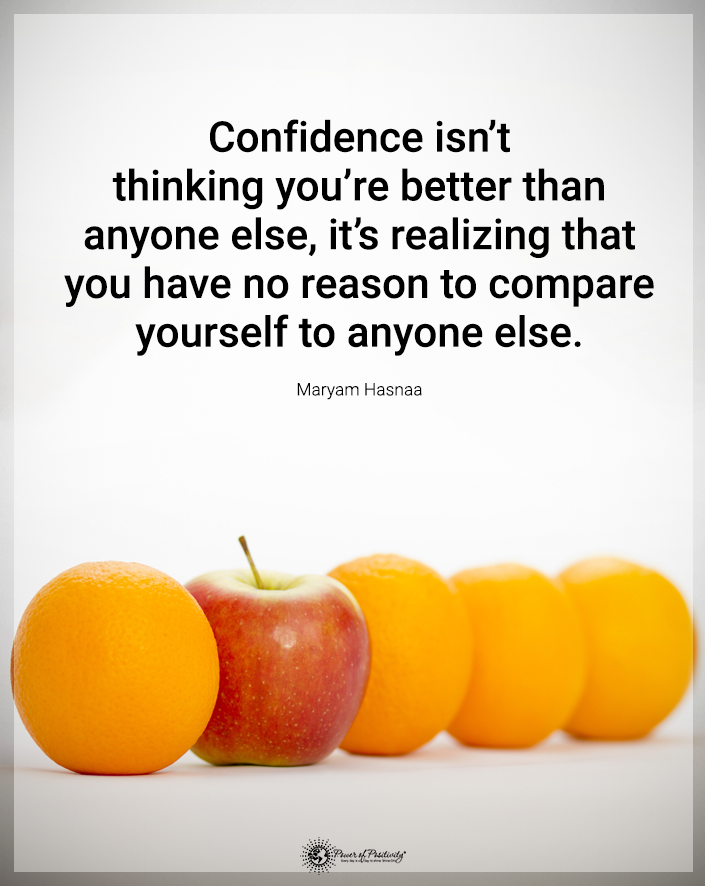 Confidence isn’t
thinking you’re better than
anyone else, it’s realizing that
you have no reason to compare
yourself to anyone else.
Maryam Hasnaa
Power of Positivity